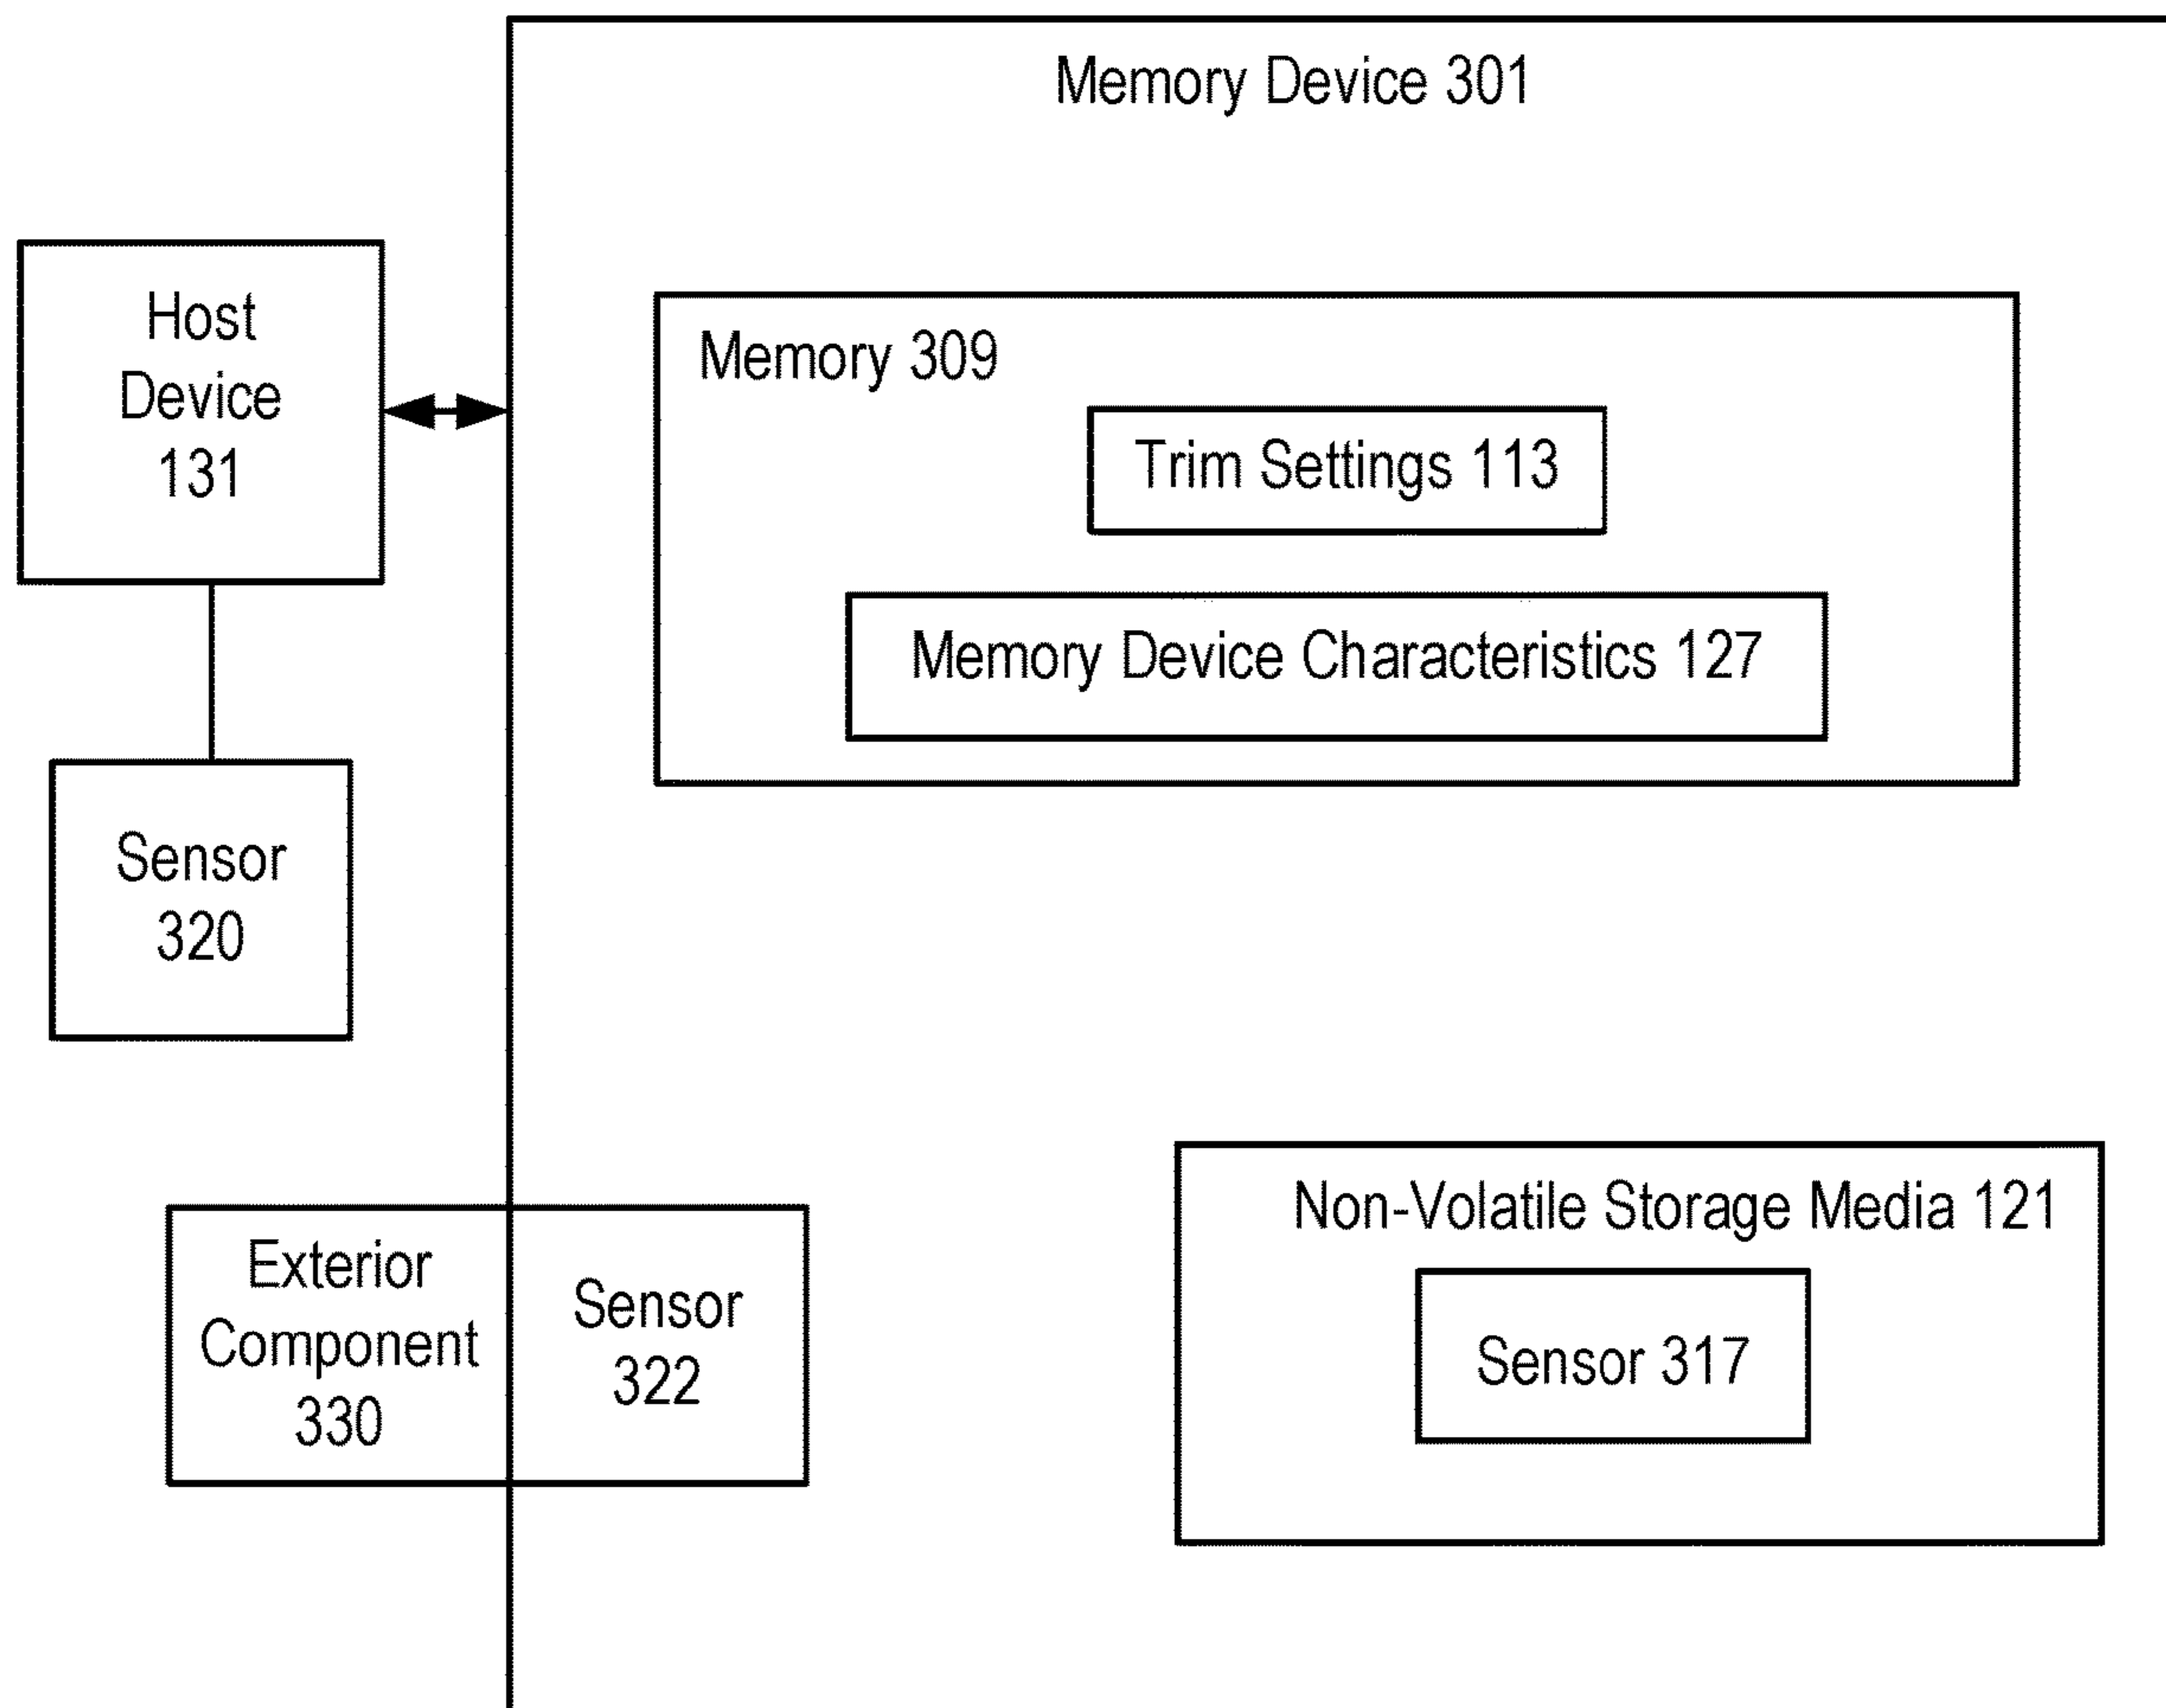 Memory Device 301
Host
Device
131
Memory 309
Trim Settings 113
Memory Device Characteristics 127
Sensor
320
Exterior
Component
330
Sensor
322
Non-Volatile Storage Media 121
Sensor 317